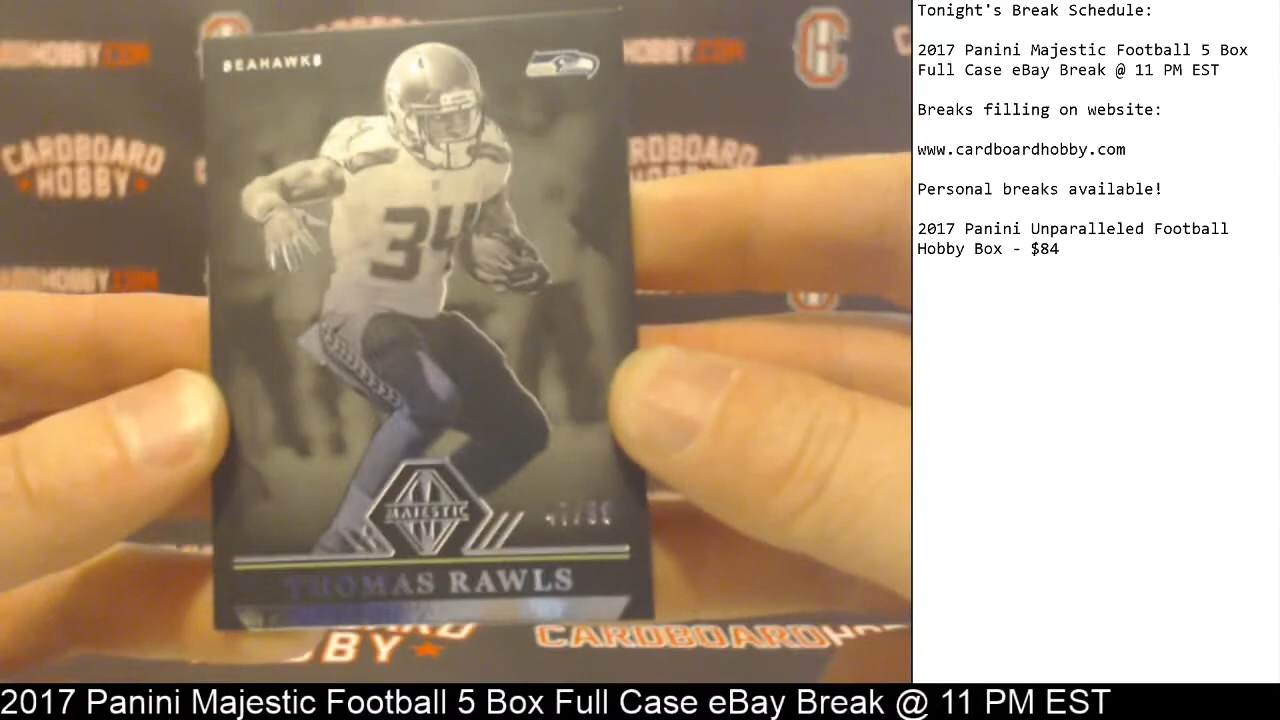 SEAHAWKS
34
MAJESTIC
THOMAS RAWLS
CARDBOARD
HOBBY
RDBOARD
CARDBOARD
BY
Tonight's Break Schedule:
2017 Panini Majestic Football 5 Box
Full Case eBay Break @ 11 PM EST
Breaks filling on website:
www.cardboardhobby.com
Personal breaks available!
2017 Panini Unparalleled Football
Hobby Box - $84
2017 Panini Majestic Football 5 Box Full Case eBay Break @ 11 PM EST